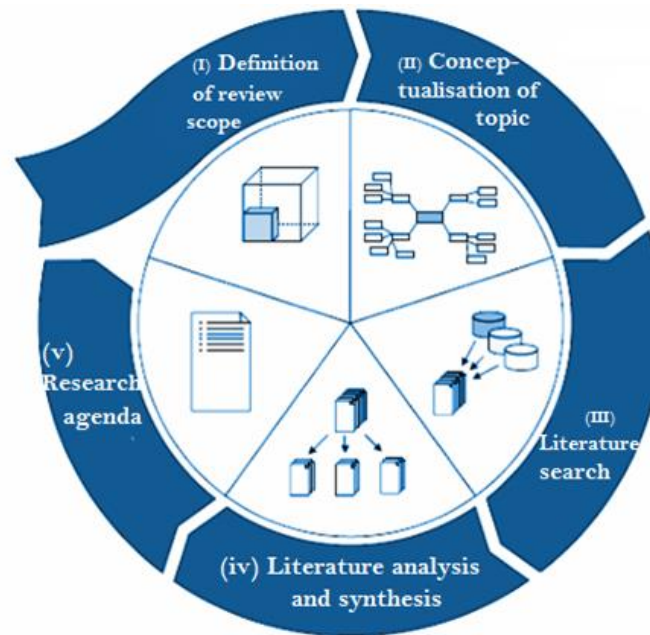 (I) Definition
of review
scope
(II) Concep-
tualisation of
topic
(III)
Literature
search
(iv) Literature analysis
and synthesis
(v)
Research
agenda